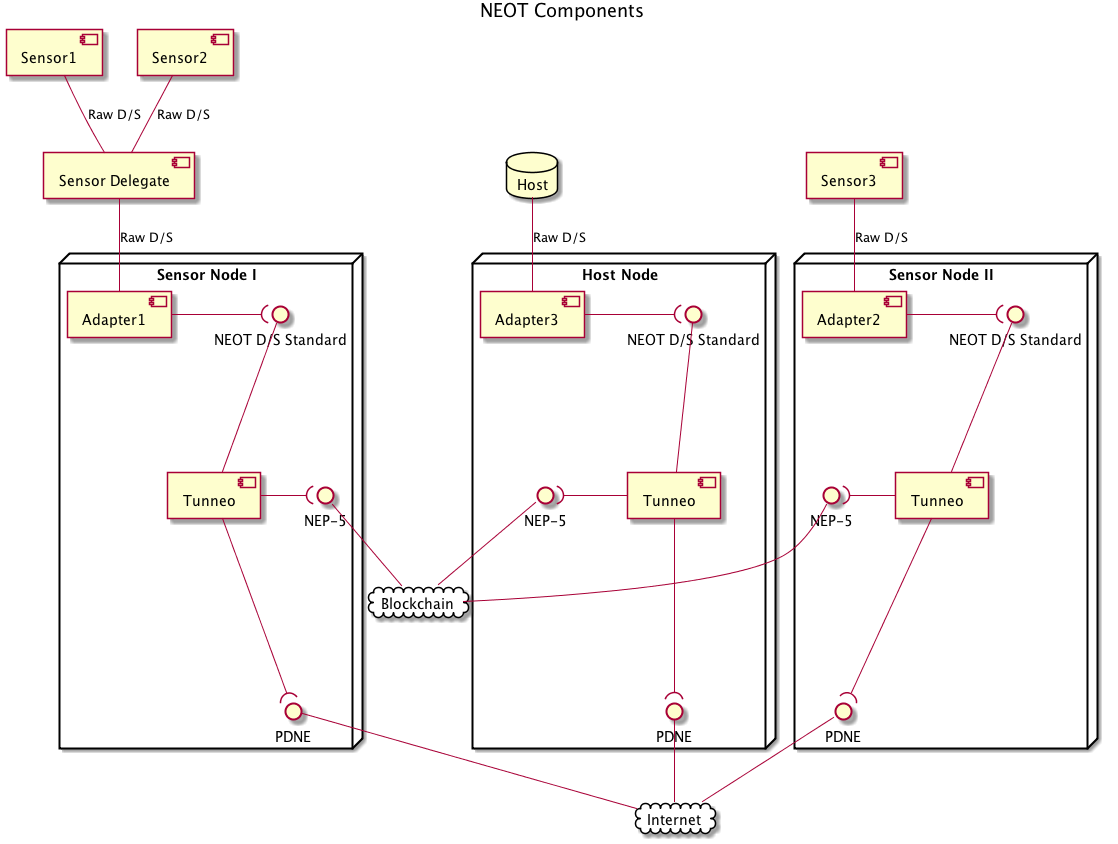 NEOT Components
Sensor1
Sensor2
Raw D/S
Raw D/S
Sensor Delegate
Host
Sensor3
Raw D/S
Raw D/S
Raw D/S
Sensor Node I
Host Node
Sensor Node II
Adapter1
Adapter3
Adapter2
NEOT D/S Standard
NEOT D/S Standard
NEOT D/S Standard
Tunneo
Tunneo
Tunneo
NEP-5
NEP-5
NEP-5
Blockchain
PDNE
PDNE
PDNE
Internet